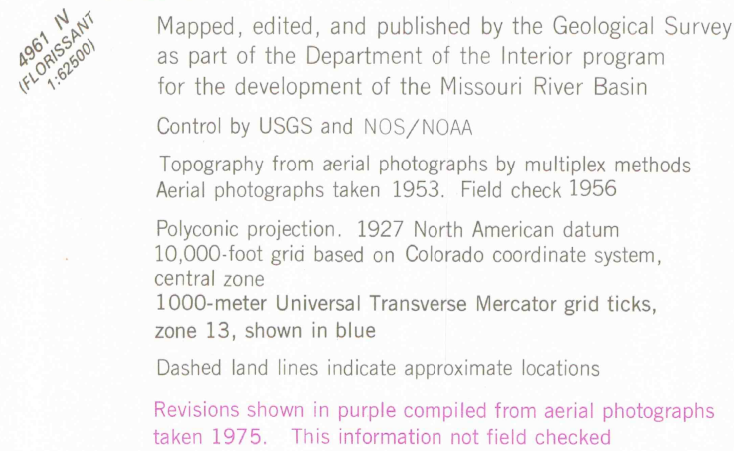 4961 IV
(FLORISSANT
1:62500)
Mapped, edited, and published by the Geological Survey
as part of the Department of the Interior program
for the development of the Missouri River Basin
Control by USGS and NOS/NOAA
Topography from aerial photographs by multiplex methods
Aerial photographs taken 1953. Field check 1956
Polyconic projection. 1927 North American datum
10,000-foot grid based on Colorado coordinate system,
central zone
1000-meter Universal Transverse Mercator grid ticks,
zone 13, shown in blue
Dashed land lines indicate approximate locations
Revisions shown in purple compiled from aerial photographs
taken 1975. This information not field checked